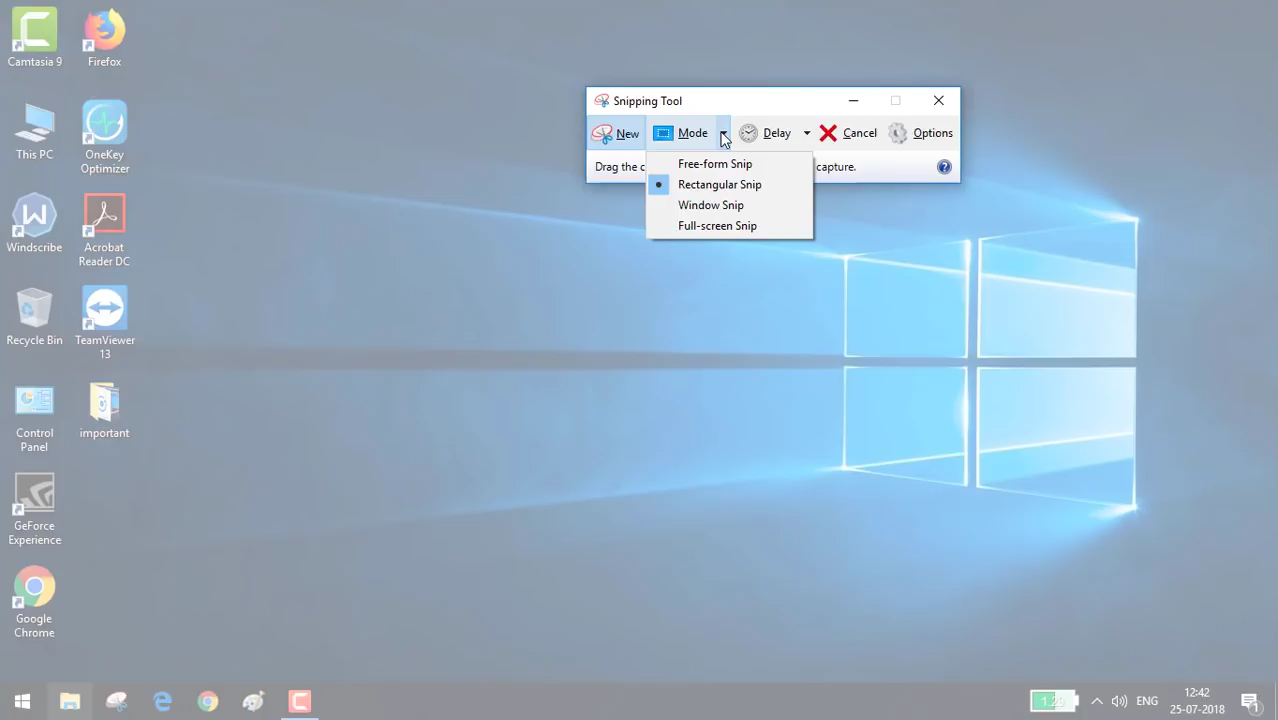 Camtasia 9
Firefox
This PC
OneKey
Optimizer
Windscribe
Acrobat
Reader DC
Recycle Bin
TeamViewer
13
Control
Panel
important
GeForce
Experience
Google
Chrome
Snipping Tool
New
Mode
Delay
Cancel
Options
Drag the c
capture.
Free-form Snip
Rectangular Snip
Window Snip
Full-screen Snip
ENG
12:42
25-07-2018
1